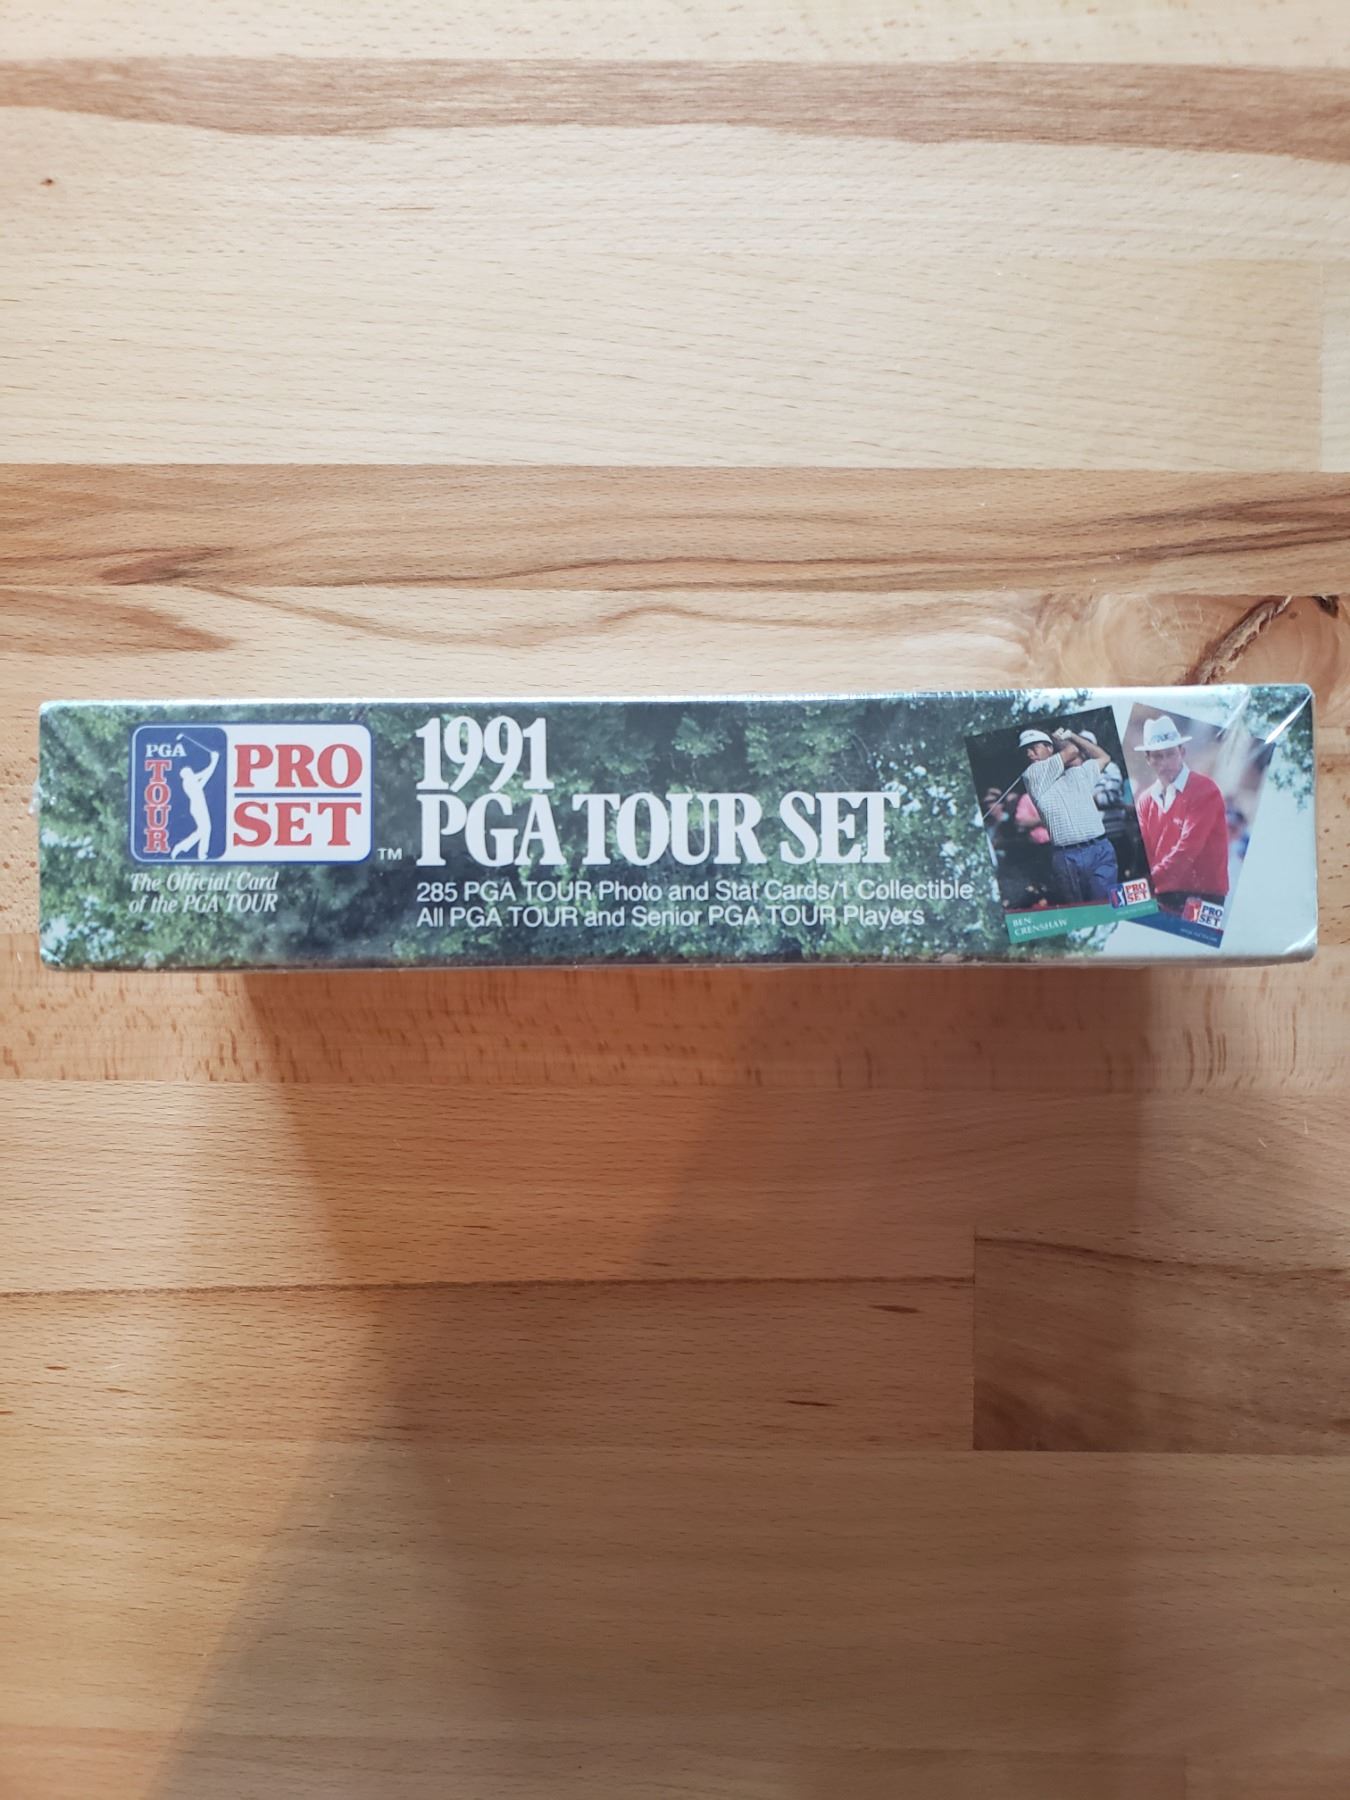 PGA
TOUR
PRO
SET
TM
The Official Card
of the PGA TOUR
1991
PGA TOUR SET
285 PGA TOUR Photo and Stat Cards/1 Collectible
All PGA TOUR and Senior PGA TOUR Players
BEN
CRENSHAW
PRO
SET
PRO
SET